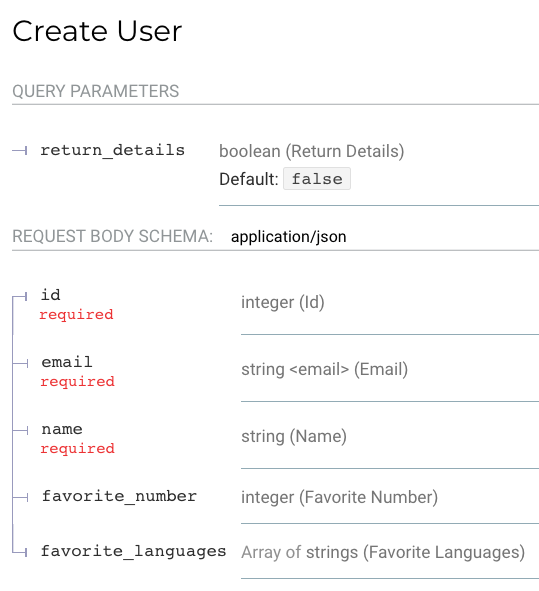 Create User
QUERY PARAMETERS
return_details boolean (Return Details)
Default: false
REQUEST BODY SCHEMA: application/json
id
required
integer (Id)
email
required
string <email> (Email)
name
required
string (Name)
favorite_number integer (Favorite Number)
favorite_languages Array of strings (Favorite Languages)